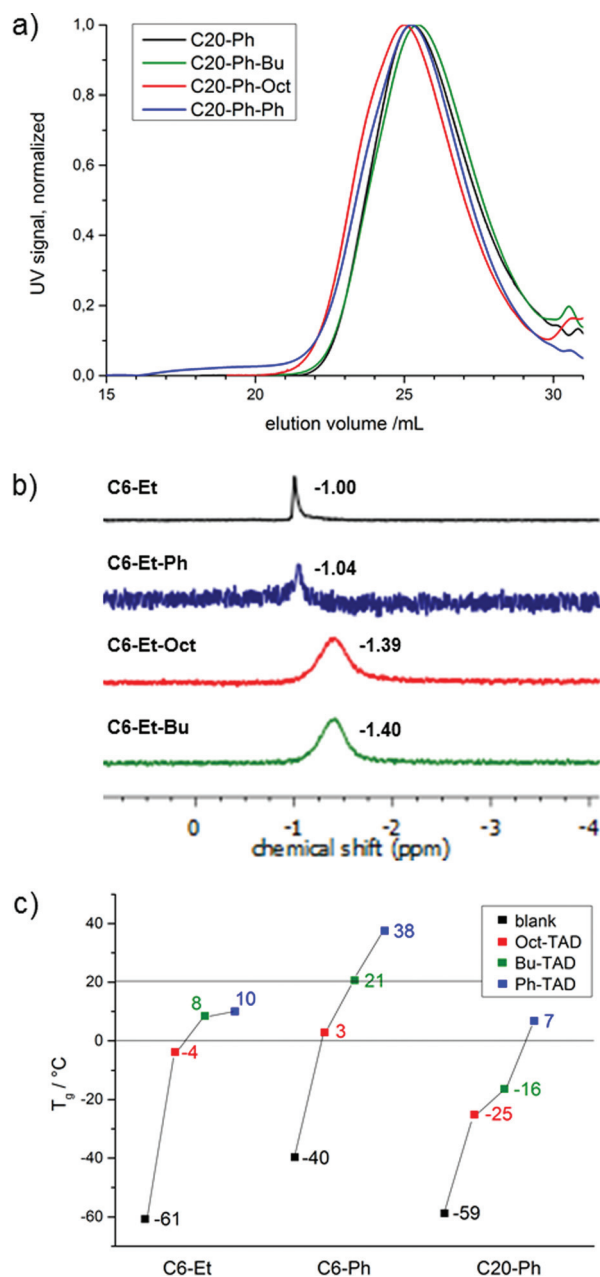 a)
C20-Ph
C20-Ph-Bu
C20-Ph-Oct
C20-Ph-Ph
UV signal, normalized
1,0
0,8
0,6
0,4
0,2
0,0
15 20 25 30
elution volume /mL
b)
C6-Et -1.00
C6-Et-Ph -1.04
C6-Et-Oct -1.39
C6-Et-Bu -1.40
0 -1 -2 -3 -4
chemical shift (ppm)
c)
blank
Oct-TAD
Bu-TAD
Ph-TAD
Tg / °C
40
20
0
-20
-40
-60
-61
-4
8
10
-40
3
21
38
-59
-25
-16
7
C6-Et C6-Ph C20-Ph